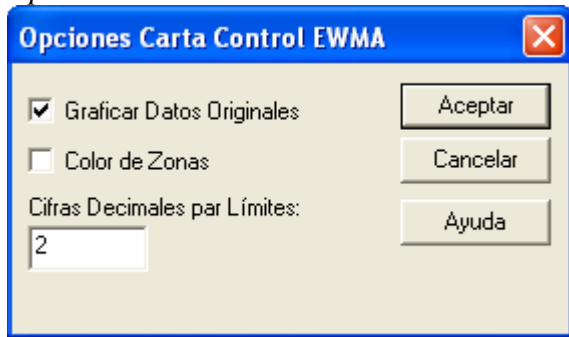 Opciones Carta Control EWMA
Graficar Datos Originales
Aceptar
Color de Zonas
Cancelar
Cifras Decimales par Límites:
2
Ayuda